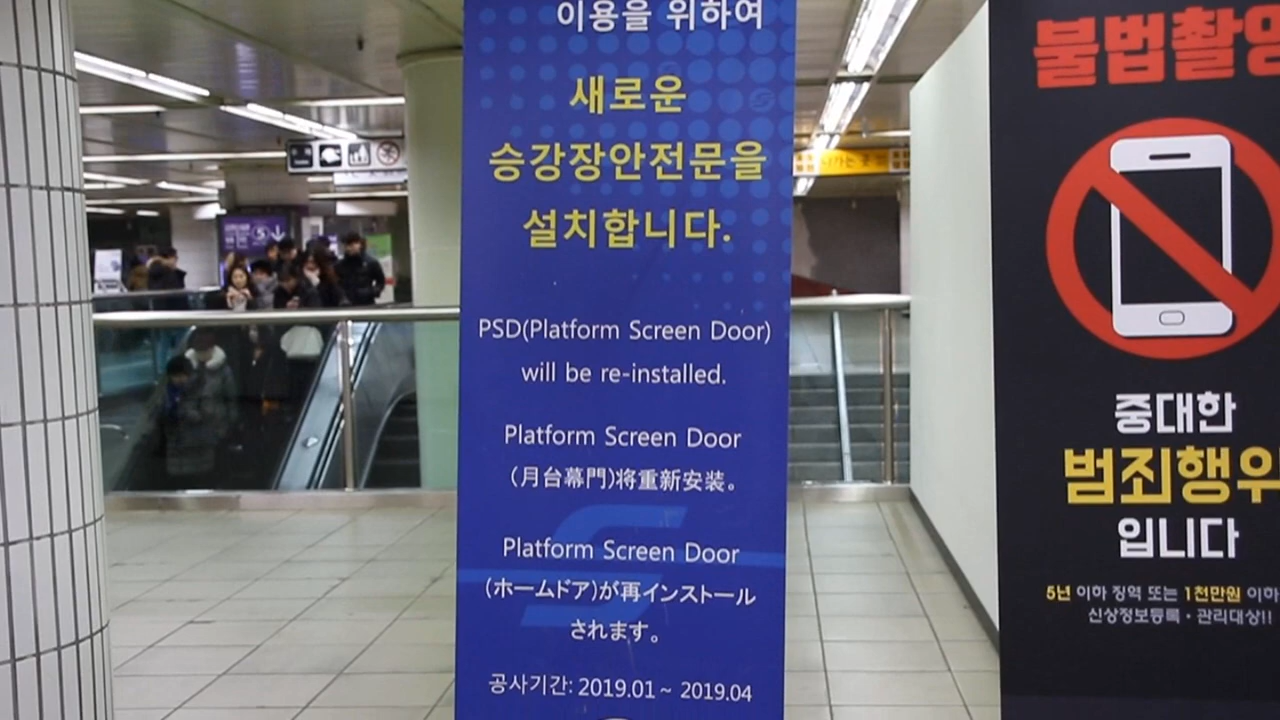 이용을 위하여
새로운
승강장안전문을
설치합니다.
PSD(Platform Screen Door)
will be re-installed.
Platform Screen Door
(月台幕門)将重新安装。
Platform Screen Door
(ホームドア)が再インストール
されます。
공사기간: 2019.01 ~ 2019.04
불법촬영
중대한
범죄행위
입니다
5년 이하 징역 또는 1천만원 이하
신상정보등록 · 관리대상!!
나가는 곳
5